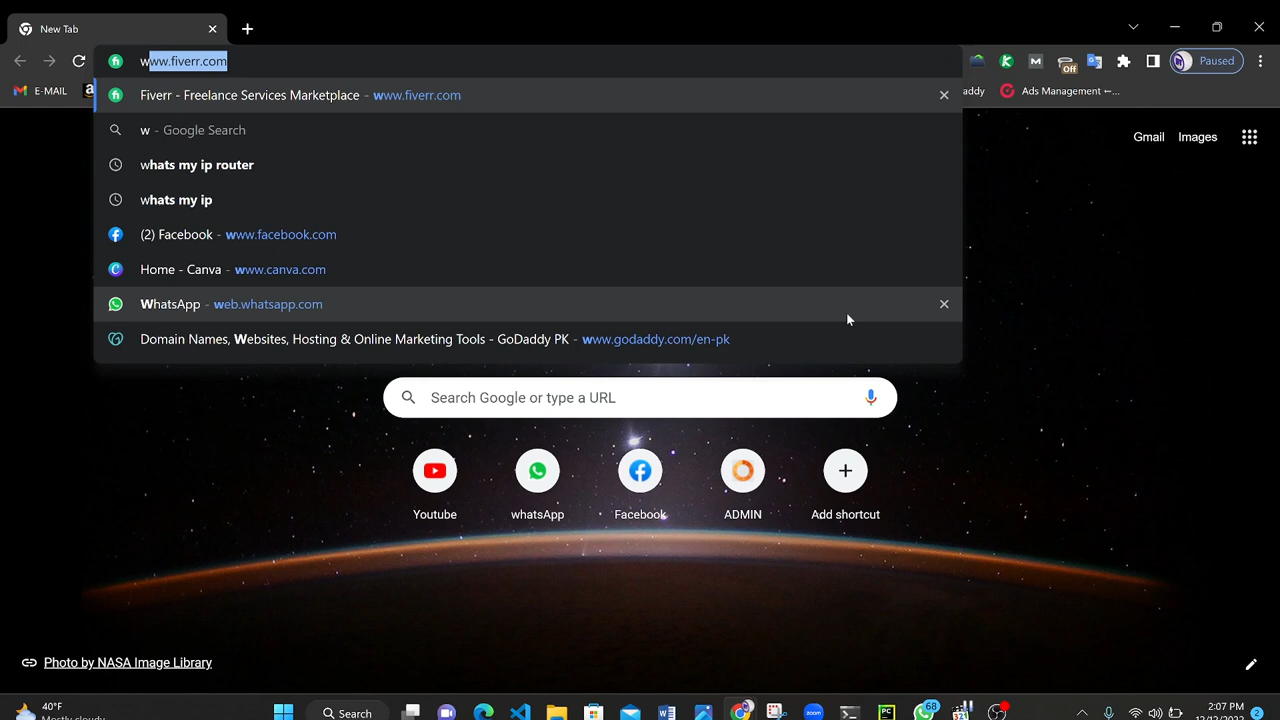 New Tab
www.fiverr.com
Off
Paused
E-MAIL
addy
Ads Management -...
Fiverr - Freelance Services Marketplace - www.fiverr.com
w - Google Search
whats my ip router
whats my ip
(2) Facebook - www.facebook.com
Home - Canva - www.canva.com
WhatsApp - web.whatsapp.com
Domain Names, Websites, Hosting & Online Marketing Tools - GoDaddy PK - www.godaddy.com/en-pk
Gmail
Images
Search Google or type a URL
Youtube
whatsApp
Facebook
ADMIN
Add shortcut
Photo by NASA Image Library
40°F
Mostly cloudy
Search
68
2:07 PM
2